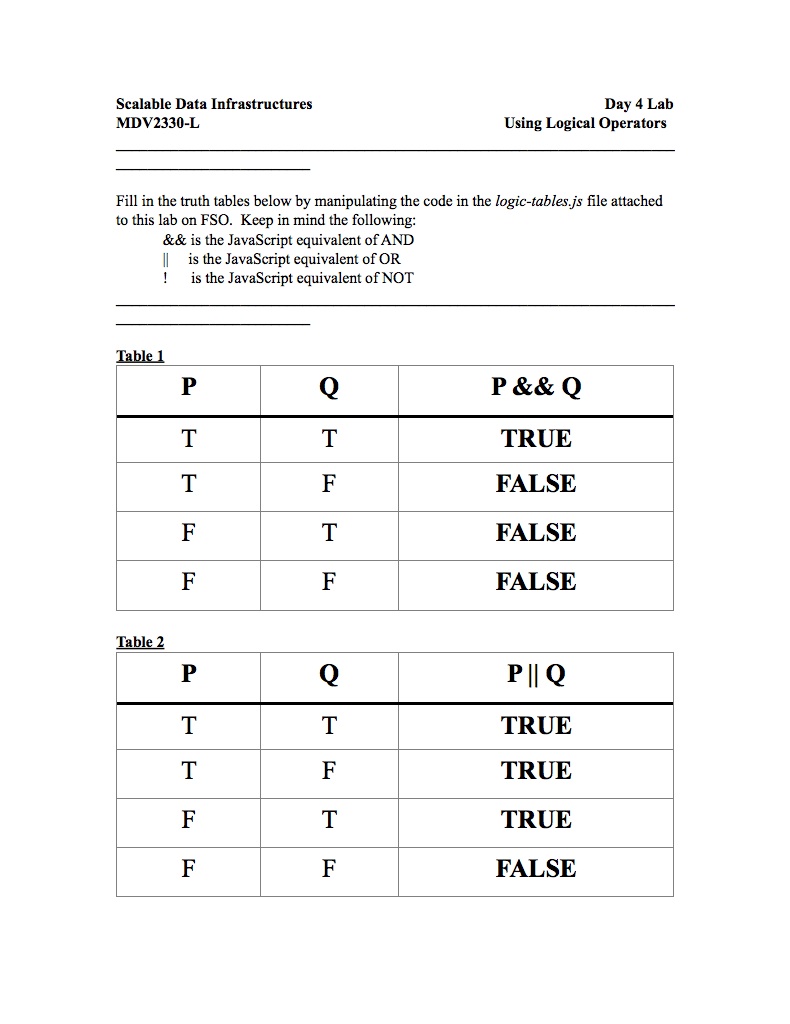 Scalable Data Infrastructures Day 4 Lab
MDV2330-L Using Logical Operators
Fill in the truth tables below by manipulating the code in the logic-tables.js file attached
to this lab on FSO. Keep in mind the following:
&& is the JavaScript equivalent of AND
|| is the JavaScript equivalent of OR
! is the JavaScript equivalent of NOT
Table 1
P Q P && Q
T T TRUE
T F FALSE
F T FALSE
F F FALSE
Table 2
P Q P || Q
T T TRUE
T F TRUE
F T TRUE
F F FALSE